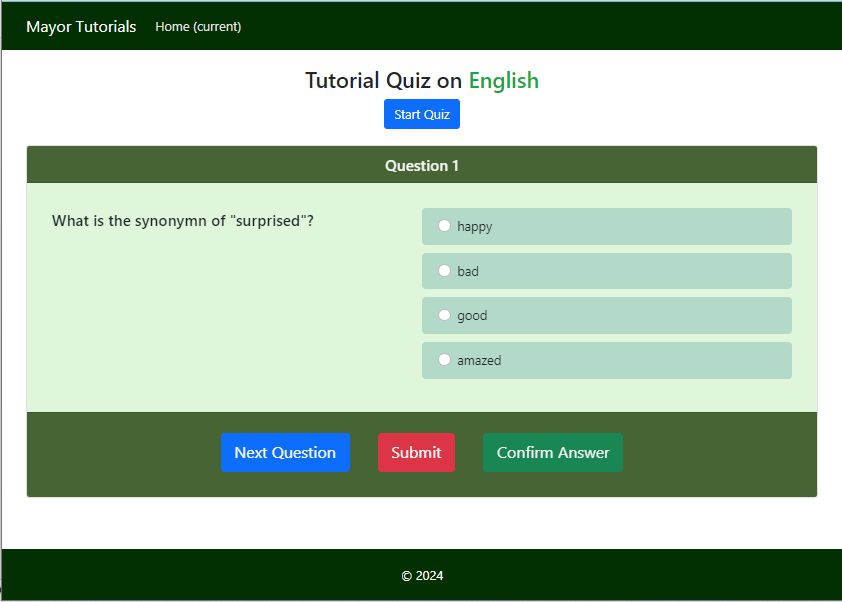 Mayor Tutorials Home (current)
Tutorial Quiz on English
Start Quiz
Question 1
What is the synonymn of "surprised"?
happy
bad
good
amazed
Next Question Submit Confirm Answer
© 2024